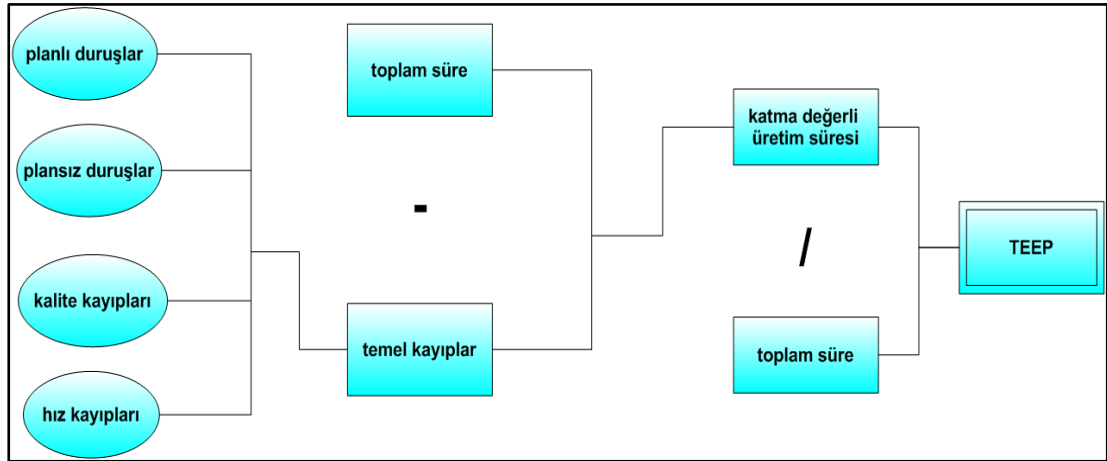 planlı duruşlar
plansız duruşlar
kalite kayıpları
hız kayıpları
toplam süre
-
temel kayıplar
katma değerli
üretim süresi
/
toplam süre
TEEP